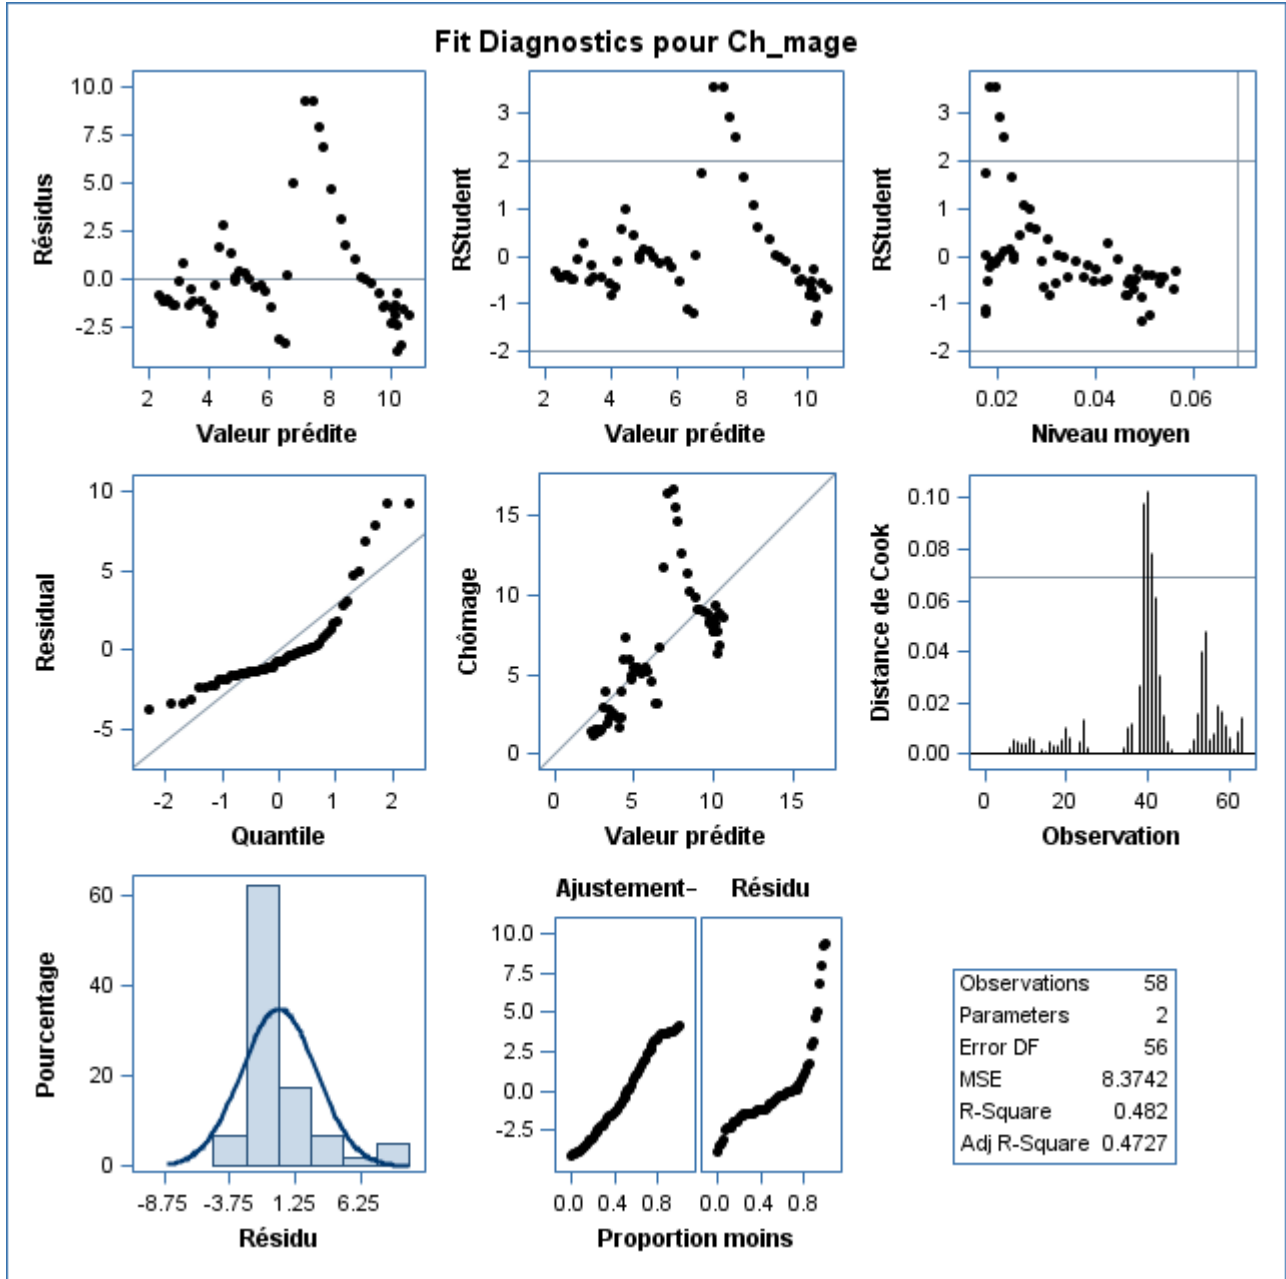 Fit Diagnostics pour Ch_mage
10.0
7.5
5.0
2.5
0.0
-2.5
Résidus
2 4 6 8 10
Valeur prédite
3
2
1
0
-1
-2
RStudent
2 4 6 8 10
Valeur prédite
3
2
1
0
-1
-2
RStudent
0.02 0.04 0.06
Niveau moyen
10
5
0
-5
Residual
-2 -1 0 1 2
Quantile
15
10
5
0
Chômage
0 5 10 15
Valeur prédite
0.10
0.08
0.06
0.04
0.02
0.00
Distance de Cook
0 20 40 60
Observation
60
40
20
0
Pourcentage
-8.75 -3.75 1.25 6.25
Résidu
Ajustement- Résidu
10.0
7.5
5.0
2.5
0.0
-2.5
0.0 0.4 0.8 0.0 0.4 0.8
Proportion moins
Observations 58
Parameters 2
Error DF 56
MSE 8.3742
R-Square 0.482
Adj R-Square 0.4727